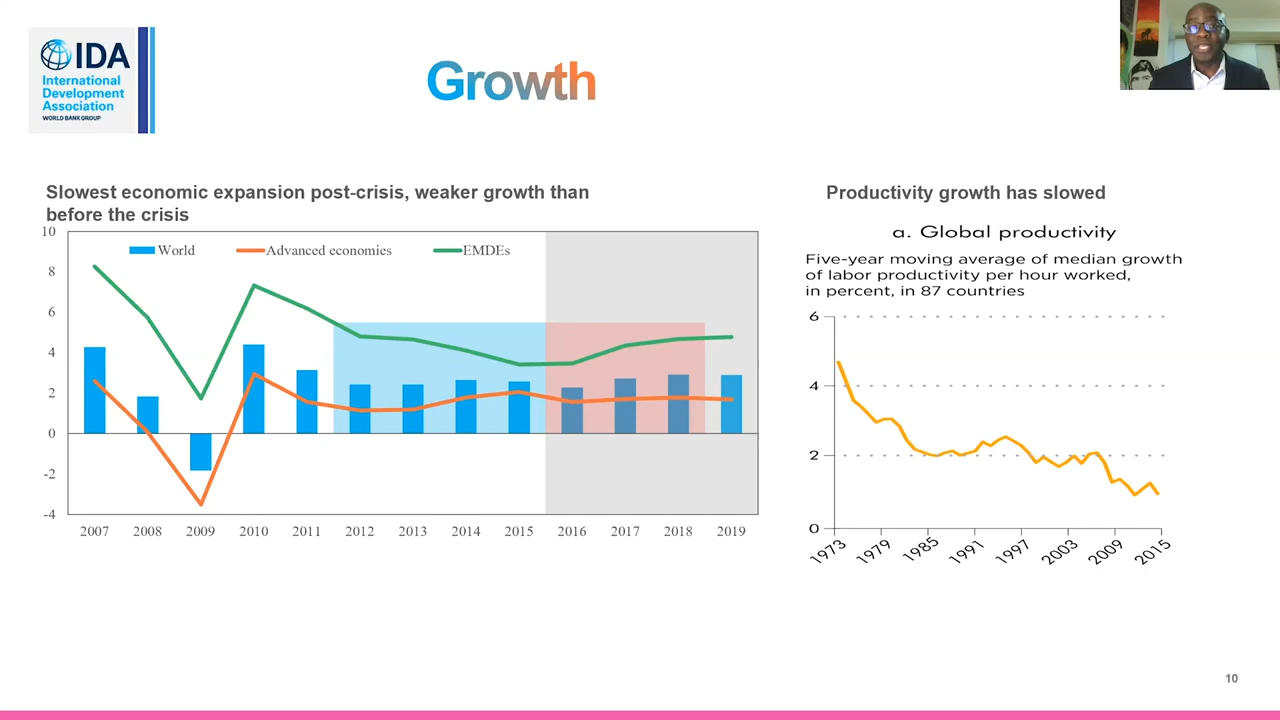 IDA
International
Development
Association
WORLD BANK GROUP
Growth
Slowest economic expansion post-crisis, weaker growth than
before the crisis
World
Advanced economies
EMDEs
10
8
6
4
2
0
-2
-4
2007 2008 2009 2010 2011 2012 2013 2014 2015 2016 2017 2018 2019
Productivity growth has slowed
a. Global productivity
Five-year moving average of median growth
of labor productivity per hour worked,
in percent, in 87 countries
6
4
2
0
1973 1979 1985 1991 1997 2003 2009 2015
10